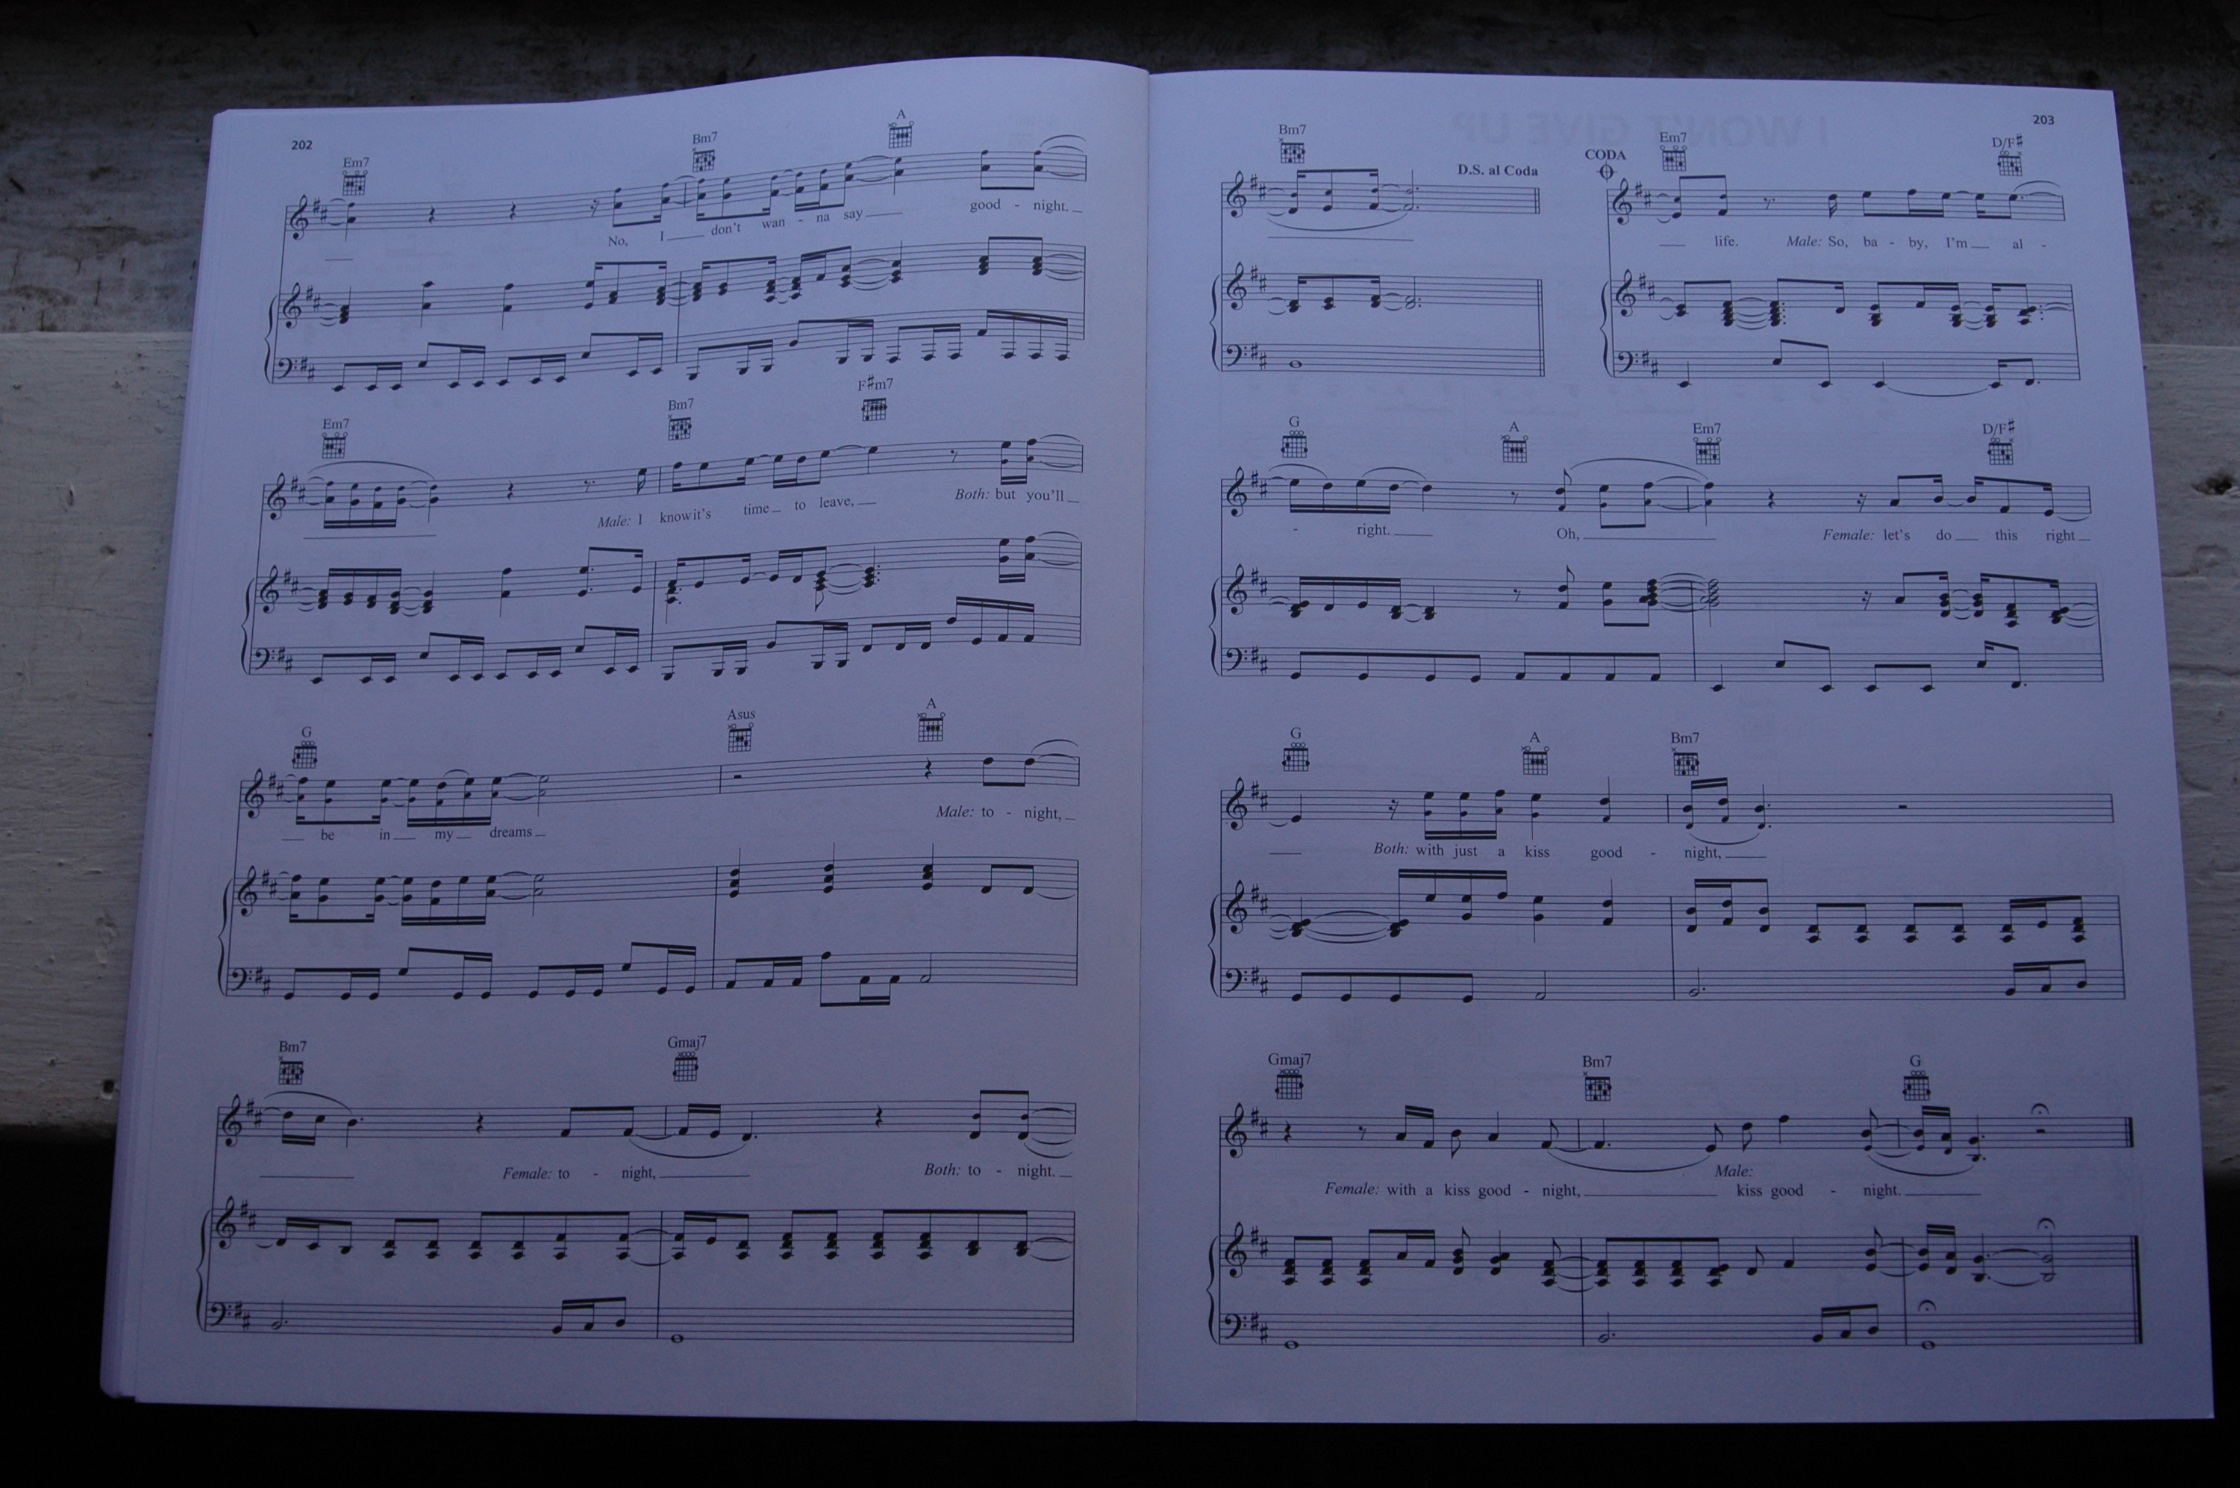 202
Em7 Bm7 A
No, I don't wan - na say good - night.
Em7 Bm7 F#m7
Male: I know it's time to leave, Both: but you'll
G Asus A
be in my dreams Male: to - night,
Bm7 Gmaj7
Female: to - night, Both: to - night.
203
I WON'T GIVE UP
Bm7 D.S. al Coda
CODA Em7 D/F#
life. Male: So, ba - by, I'm al -
G A Em7 D/F#
- right. Oh, Female: let's do this right
G A Bm7
Both: with just a kiss good - night,
Gmaj7 Bm7 G
Male:
Female: with a kiss good - night, kiss good - night.